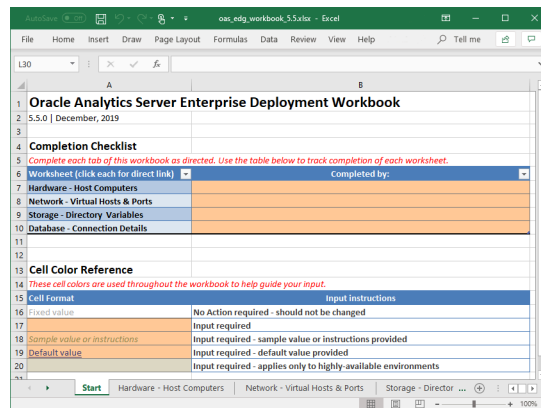 AutoSave Off oas_edg_workbook_5.5.xlsx - Excel
File Home Insert Draw Page Layout Formulas Data Review View Help Tell me
L30 fx
A B
1 Oracle Analytics Server Enterprise Deployment Workbook
2 5.5.0 | December, 2019
3
4 Completion Checklist
5 Complete each tab of this workbook as directed. Use the table below to track completion of each worksheet.
6 Worksheet (click each for direct link) Completed by:
7 Hardware - Host Computers
8 Network - Virtual Hosts & Ports
9 Storage - Directory Variables
10 Database - Connection Details
11
12
13 Cell Color Reference
14 These cell colors are used throughout the workbook to help guide your input.
15 Cell Format Input instructions
16 Fixed value No Action required - should not be changed
17 Input required
18 Sample value or instructions Input required - sample value or instructions provided
19 Default value Input required - default value provided
20 Input required - applies only to highly-available environments
21
Start Hardware - Host Computers Network - Virtual Hosts & Ports Storage - Director ...
100%